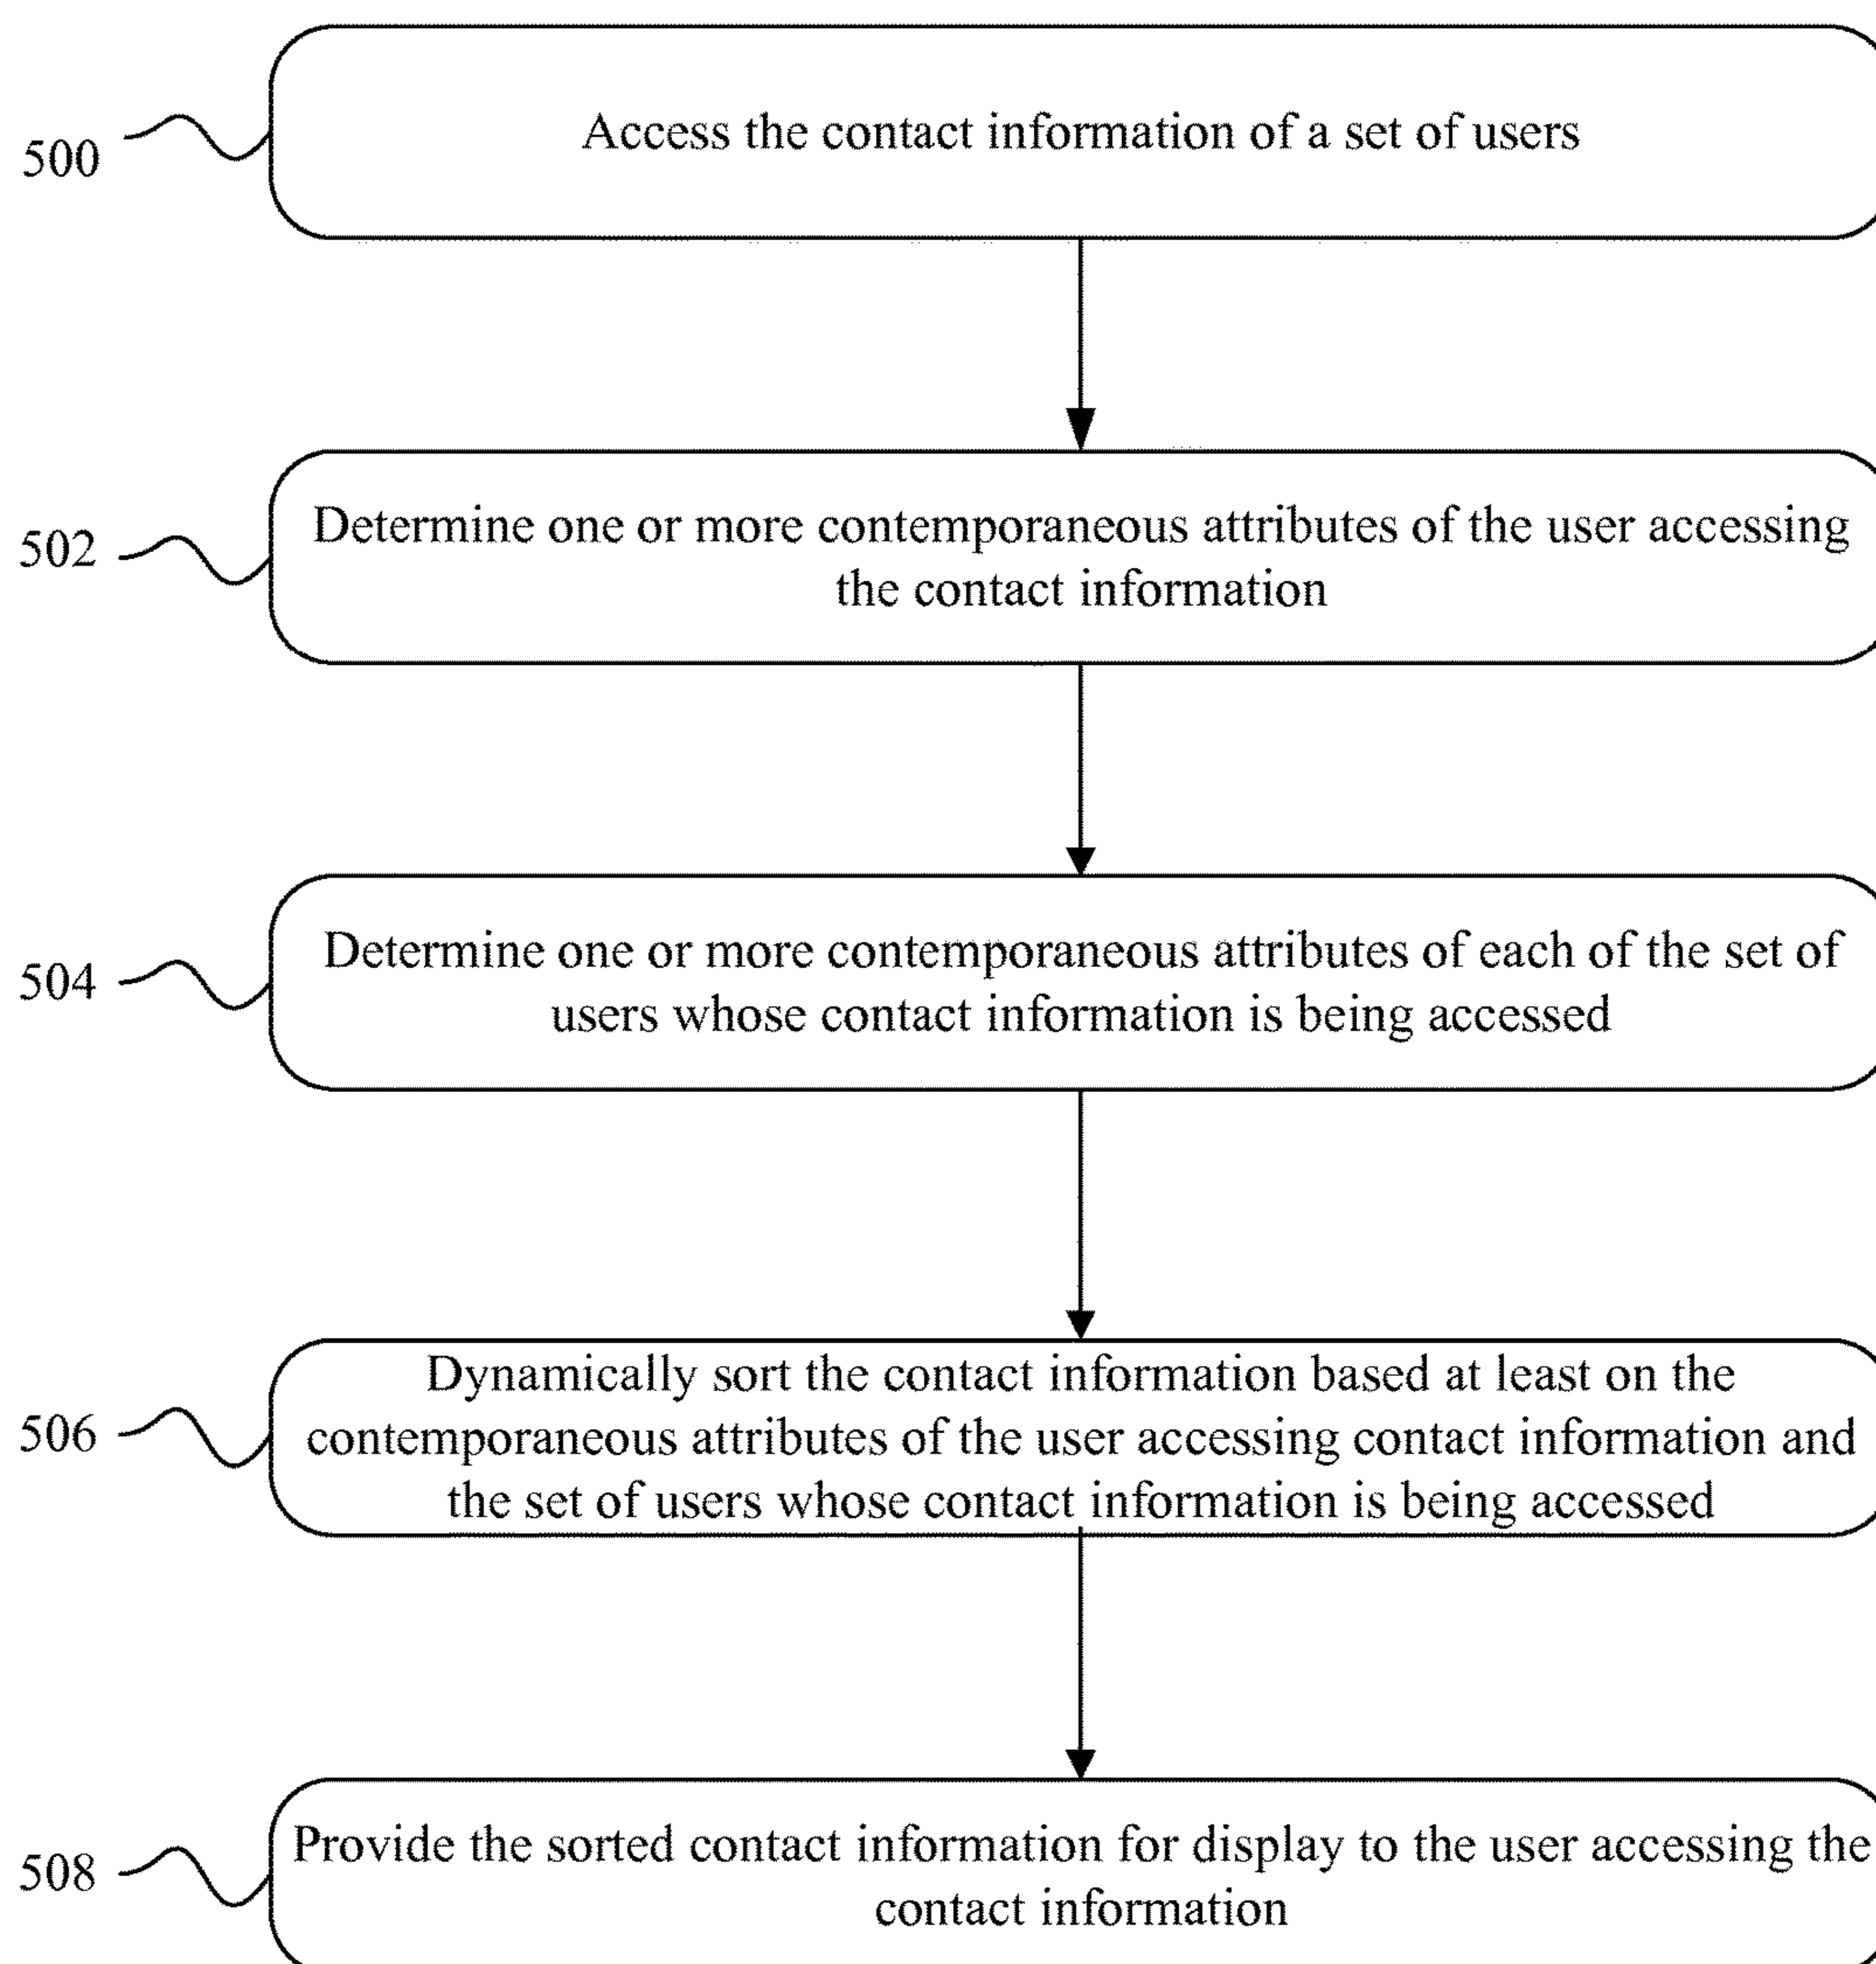 500
Access the contact information of a set of users
502
Determine one or more contemporaneous attributes of the user accessing
the contact information
504
Determine one or more contemporaneous attributes of each of the set of
users whose contact information is being accessed
506
Dynamically sort the contact information based at least on the
contemporaneous attributes of the user accessing contact information and
the set of users whose contact information is being accessed
508
Provide the sorted contact information for display to the user accessing the
contact information